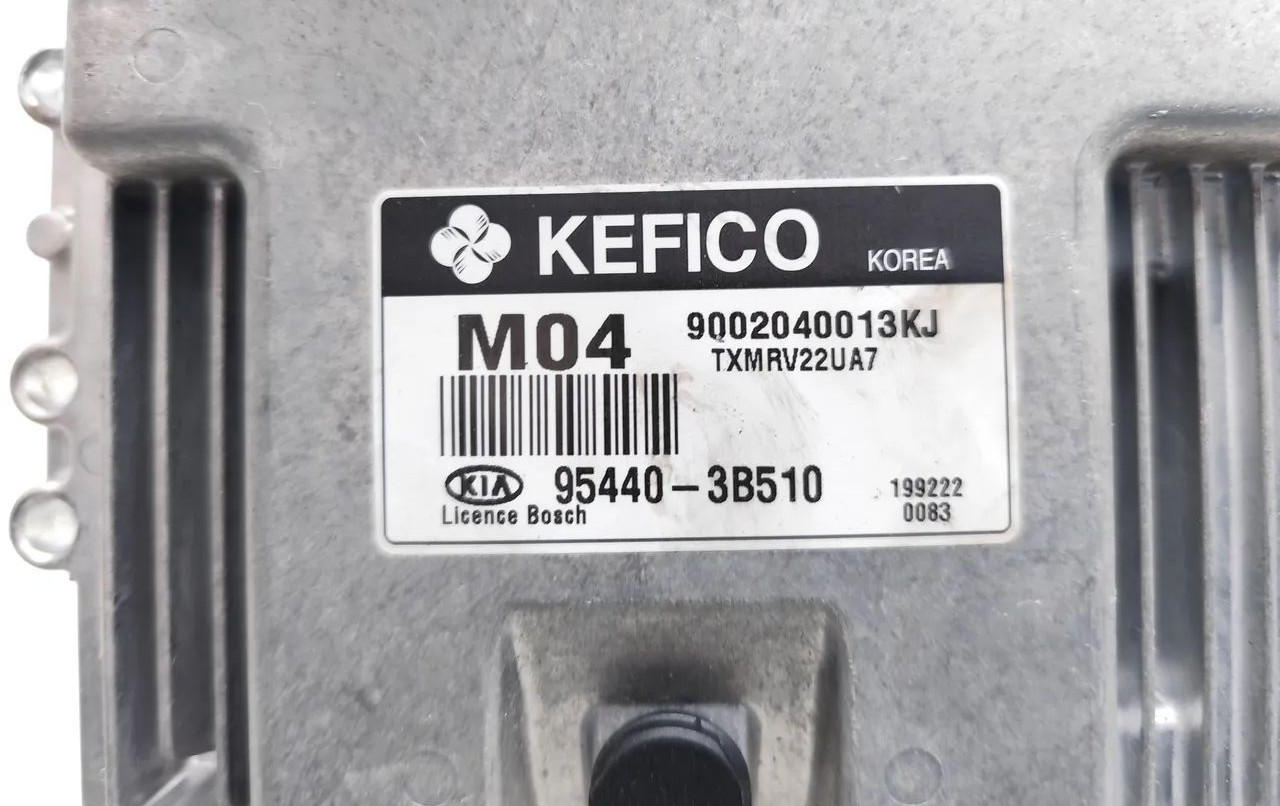 KEFICO KOREA
M04 9002040013KJ
TXMRV22UA7
KIA 95440-3B510 199222
Licence Bosch 0083